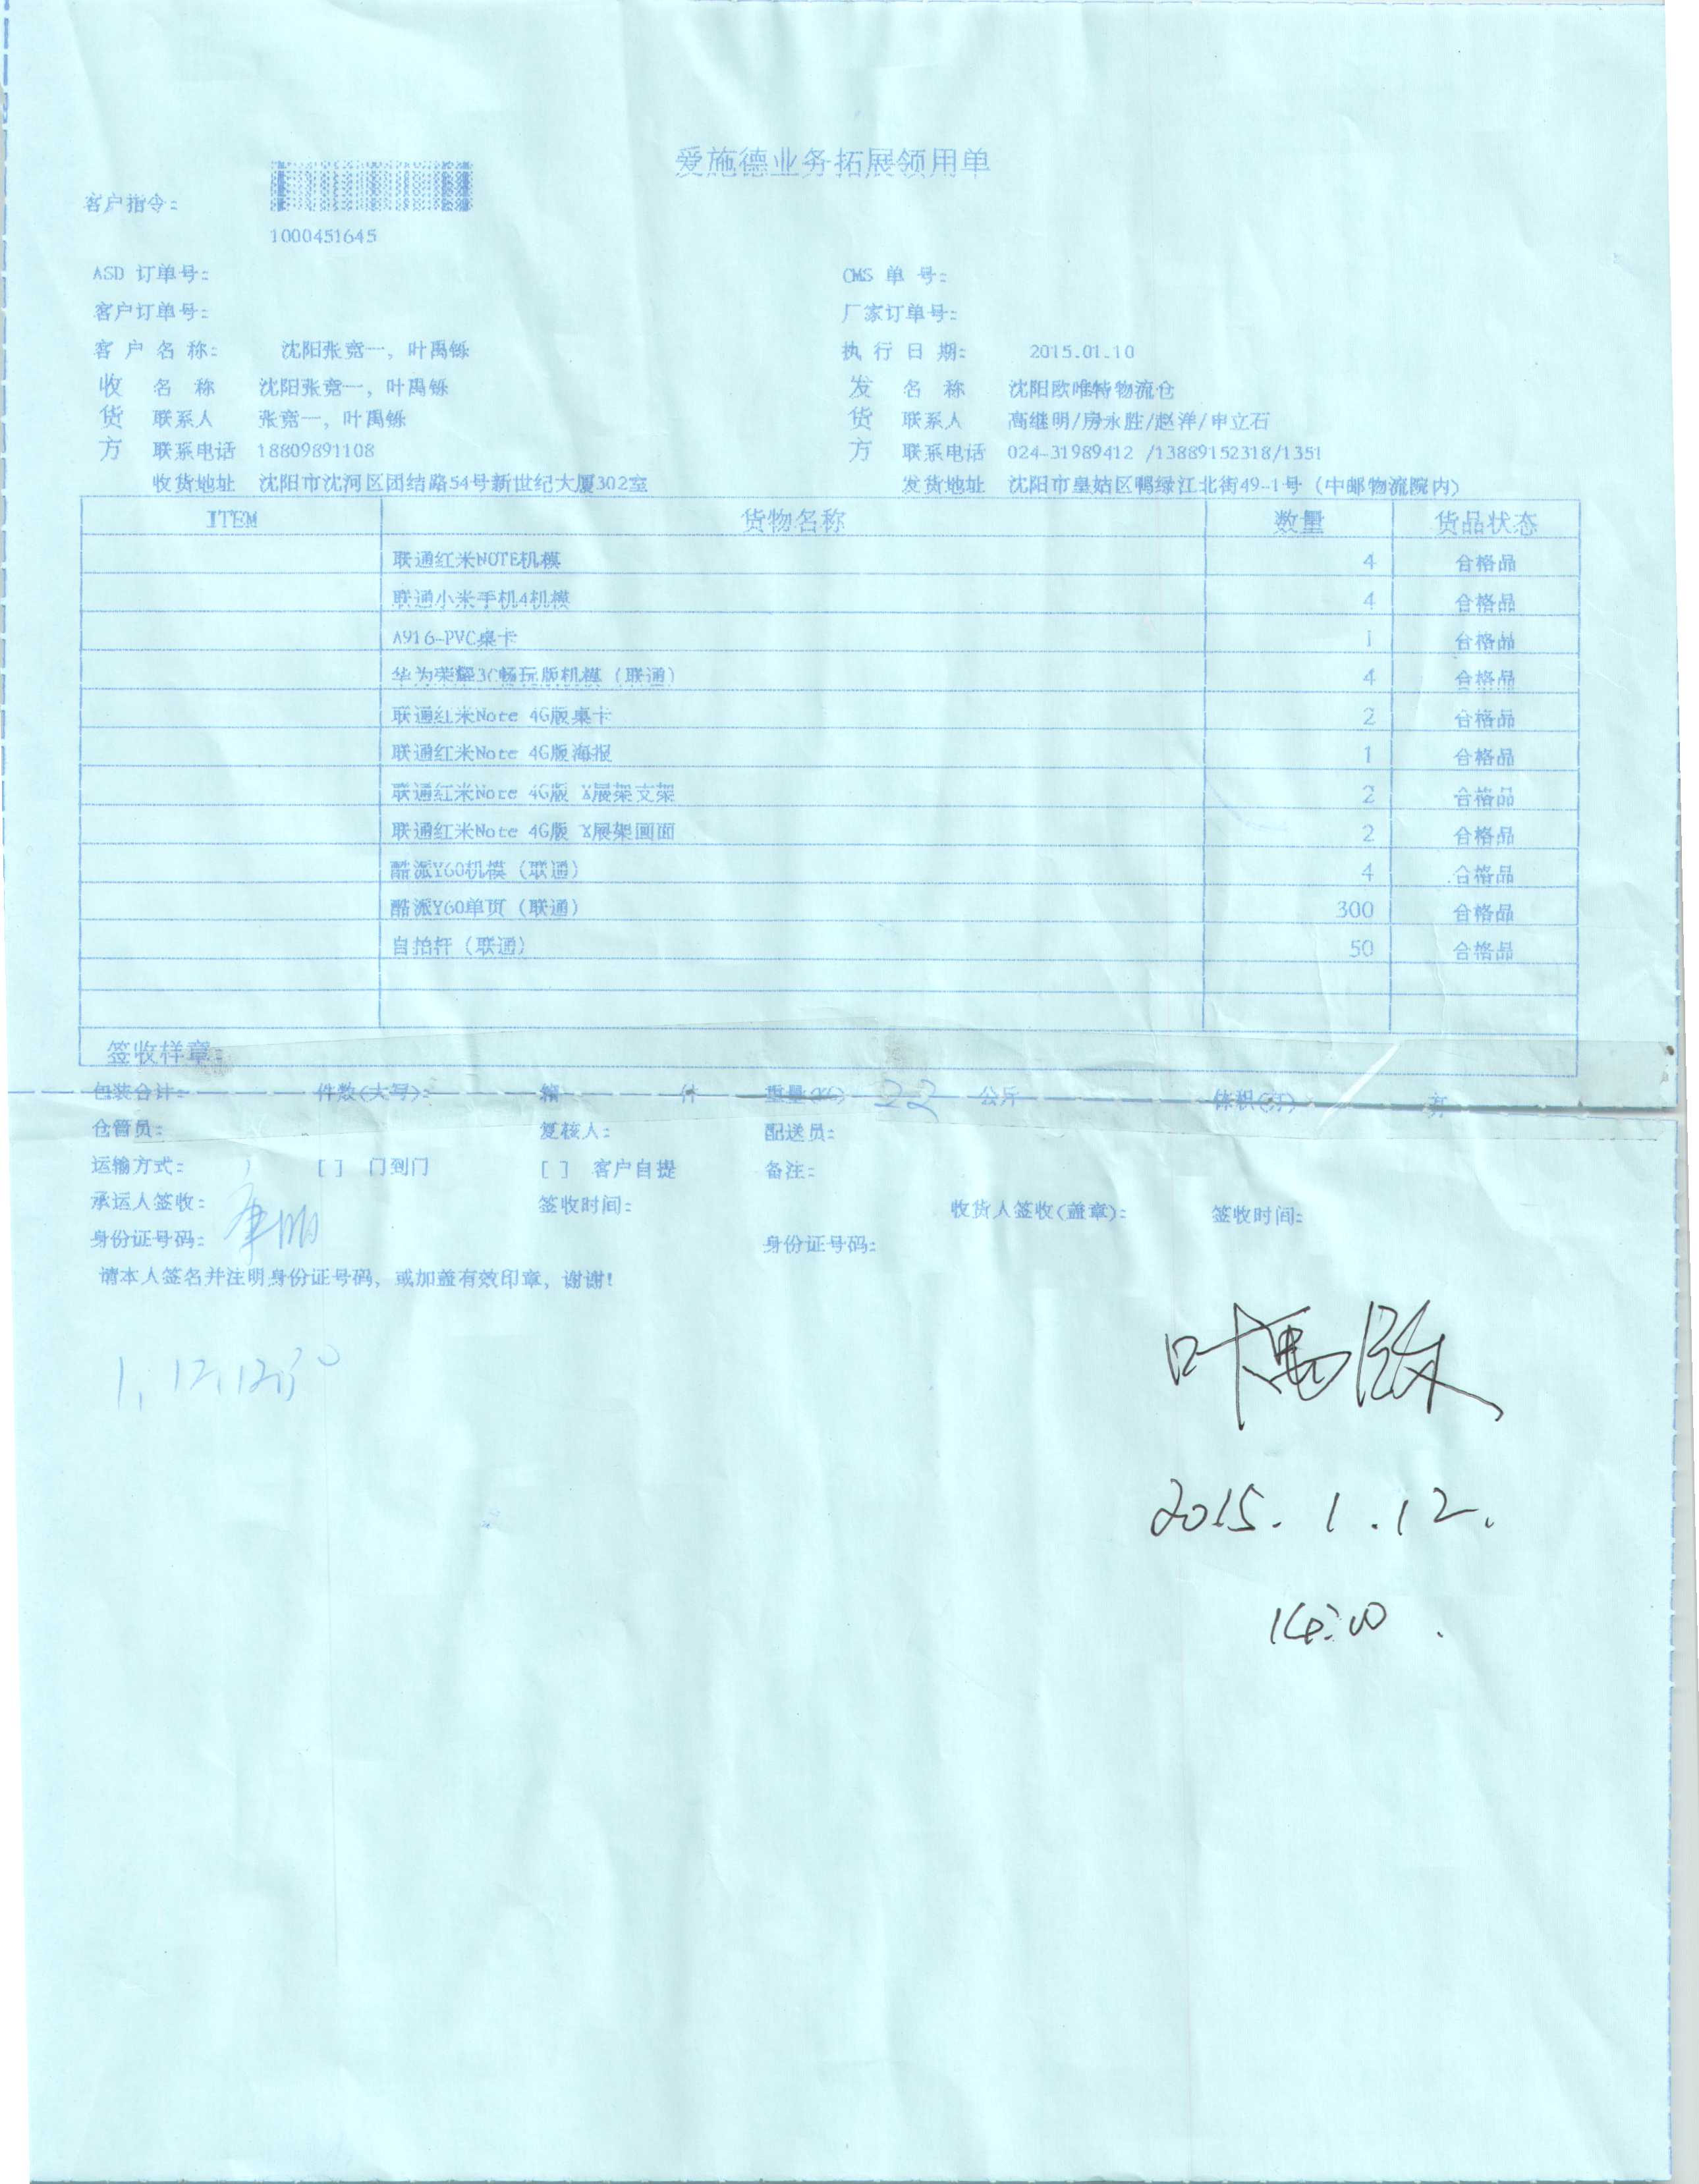 爱施德业务拓展领用单
客户指令:
1000451645
ASD 订单号: CMS 单 号:
客户订单号: 厂家订单号:
客 户 名 称: 沈阳张竞一, 叶禹铄 执 行 日 期: 2015.01.10
收 名 称 沈阳张竞一, 叶禹铄 发 名 称 沈阳欧唯特物流仓
货 联系人 张竞一, 叶禹铄 货 联系人 高继明/房永胜/赵洋/申立石
方 联系电话 18809891108 方 联系电话 024-31989412 /13889152318/1351
收货地址 沈阳市沈河区团结路54号新世纪大厦302室 发货地址 沈阳市皇姑区鸭绿江北街49-1号 (中邮物流院内)
ITEM 货物名称 数量 货品状态
联通红米NOTE机模 4 合格品
联通小米手机4机模 4 合格品
A916-PVC桌卡 1 合格品
华为荣耀3C畅玩版机模 (联通) 4 合格品
联通红米Note 4G版桌卡 2 合格品
联通红米Note 4G版海报 1 合格品
联通红米Note 4G版 X展架支架 2 合格品
联通红米Note 4G版 X展架画面 2 合格品
酷派Y60机模 (联通) 4 合格品
酷派Y60单页 (联通) 300 合格品
自拍杆 (联通) 50 合格品
签收样章:
包装合计: 件数(大写): 箱 件 重量(KG) 22 公斤 体积(方) 方
仓管员: 复核人: 配送员:
运输方式: [ ] 门到门 [ ] 客户自提 备注:
承运人签收: 签收时间: 收货人签收(盖章): 签收时间:
身份证号码: 身份证号码:
请本人签名并注明身份证号码, 或加盖有效印章, 谢谢!
叶禹铄
2015.1.12.